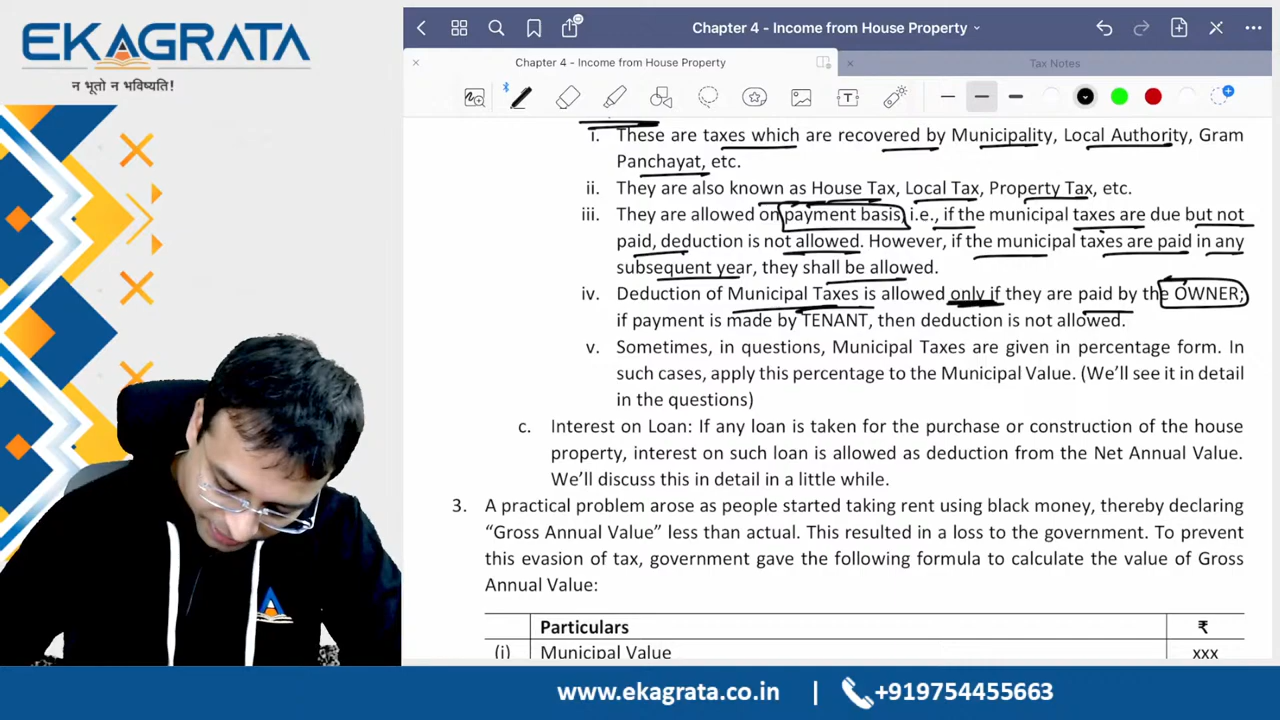 EKAGRATA
न भूतो न भविष्यति!
Chapter 4 - Income from House Property
Chapter 4 - Income from House Property
Tax Notes
i. These are taxes which are recovered by Municipality, Local Authority, Gram
Panchayat, etc.
ii. They are also known as House Tax, Local Tax, Property Tax, etc.
iii. They are allowed on payment basis, i.e., if the municipal taxes are due but not
paid, deduction is not allowed. However, if the municipal taxes are paid in any
subsequent year, they shall be allowed.
iv. Deduction of Municipal Taxes is allowed only if they are paid by the OWNER;
if payment is made by TENANT, then deduction is not allowed.
v. Sometimes, in questions, Municipal Taxes are given in percentage form. In
such cases, apply this percentage to the Municipal Value. (We'll see it in detail
in the questions)
c. Interest on Loan: If any loan is taken for the purchase or construction of the house
property, interest on such loan is allowed as deduction from the Net Annual Value.
We'll discuss this in detail in a little while.
3. A practical problem arose as people started taking rent using black money, thereby declaring
“Gross Annual Value” less than actual. This resulted in a loss to the government. To prevent
this evasion of tax, government gave the following formula to calculate the value of Gross
Annual Value:
Particulars ₹
(i) Municipal Value xxx
www.ekagrata.co.in | +919754455663